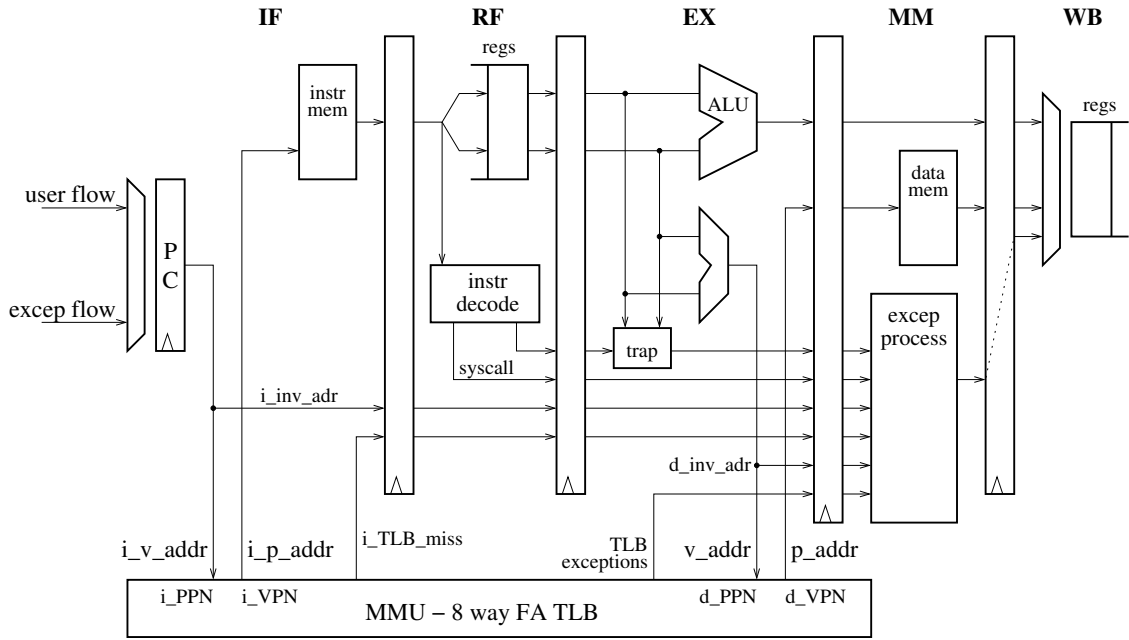 IF
RF
EX
MM
WB
regs
instr
mem
ALU
regs
data
mem
user flow
P
C
instr
decode
excep flow
excep
process
trap
syscall
i_inv_adr
d_inv_adr
i_v_addr
i_p_addr
i_TLB_miss
TLB
exceptions
v_addr
p_addr
i_PPN
i_VPN
d_PPN
d_VPN
MMU – 8 way FA TLB